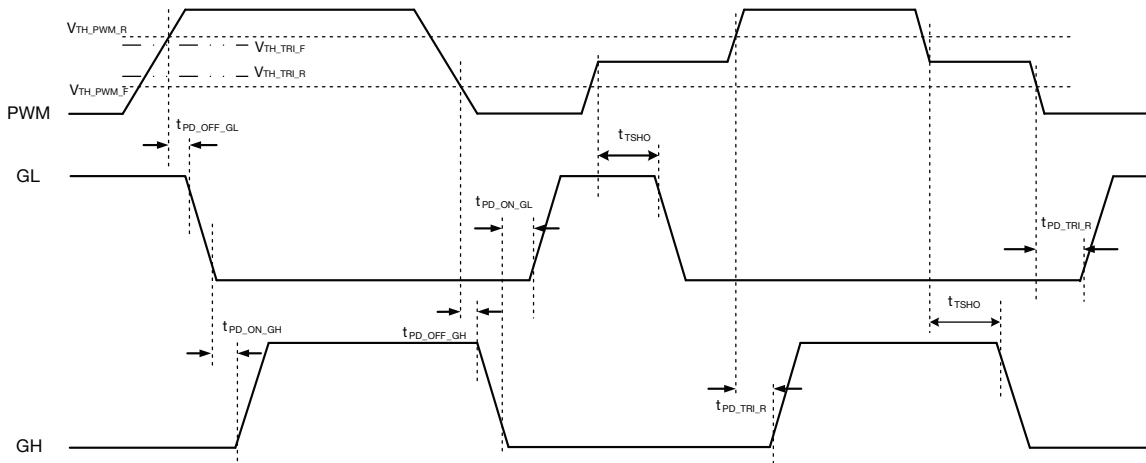 VTH_PWM_R
VTH_TRI_F
VTH_TRI_R
VTH_PWM_F
PWM
tPD_OFF_GL
tTSHO
GL
tPD_ON_GL
tPD_TRI_R
tTSHO
tPD_ON_GH
tPD_OFF_GH
tPD_TRI_R
GH